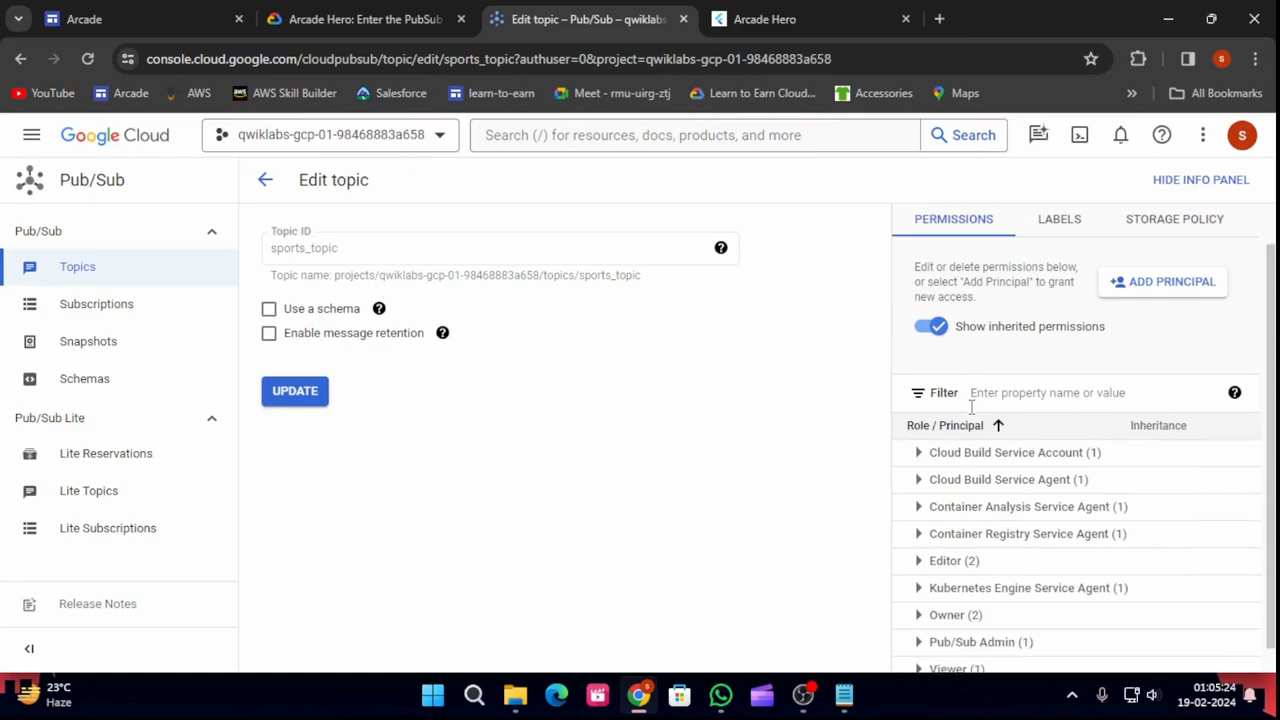 Arcade
Arcade Hero: Enter the PubSub
Edit topic – Pub/Sub – qwiklabs
Arcade Hero
console.cloud.google.com/cloudpubsub/topic/edit/sports_topic?authuser=0&project=qwiklabs-gcp-01-98468883a658
S
YouTube
Arcade
AWS
AWS Skill Builder
Salesforce
learn-to-earn
Meet - rmu-uirg-ztj
Learn to Earn Cloud...
Accessories
Maps
All Bookmarks
Google Cloud
qwiklabs-gcp-01-98468883a658
Search (/) for resources, docs, products, and more
Search
S
Pub/Sub
Edit topic
HIDE INFO PANEL
Pub/Sub
Topics
Subscriptions
Snapshots
Schemas
Pub/Sub Lite
Lite Reservations
Lite Topics
Lite Subscriptions
Release Notes
Topic ID
sports_topic
Topic name: projects/qwiklabs-gcp-01-98468883a658/topics/sports_topic
Use a schema
Enable message retention
UPDATE
PERMISSIONS
LABELS
STORAGE POLICY
Edit or delete permissions below,
or select "Add Principal" to grant
new access.
ADD PRINCIPAL
Show inherited permissions
Filter
Enter property name or value
Role / Principal
Inheritance
Cloud Build Service Account (1)
Cloud Build Service Agent (1)
Container Analysis Service Agent (1)
Container Registry Service Agent (1)
Editor (2)
Kubernetes Engine Service Agent (1)
Owner (2)
Pub/Sub Admin (1)
Viewer (1)
23°C
Haze
01:05:24
19-02-2024